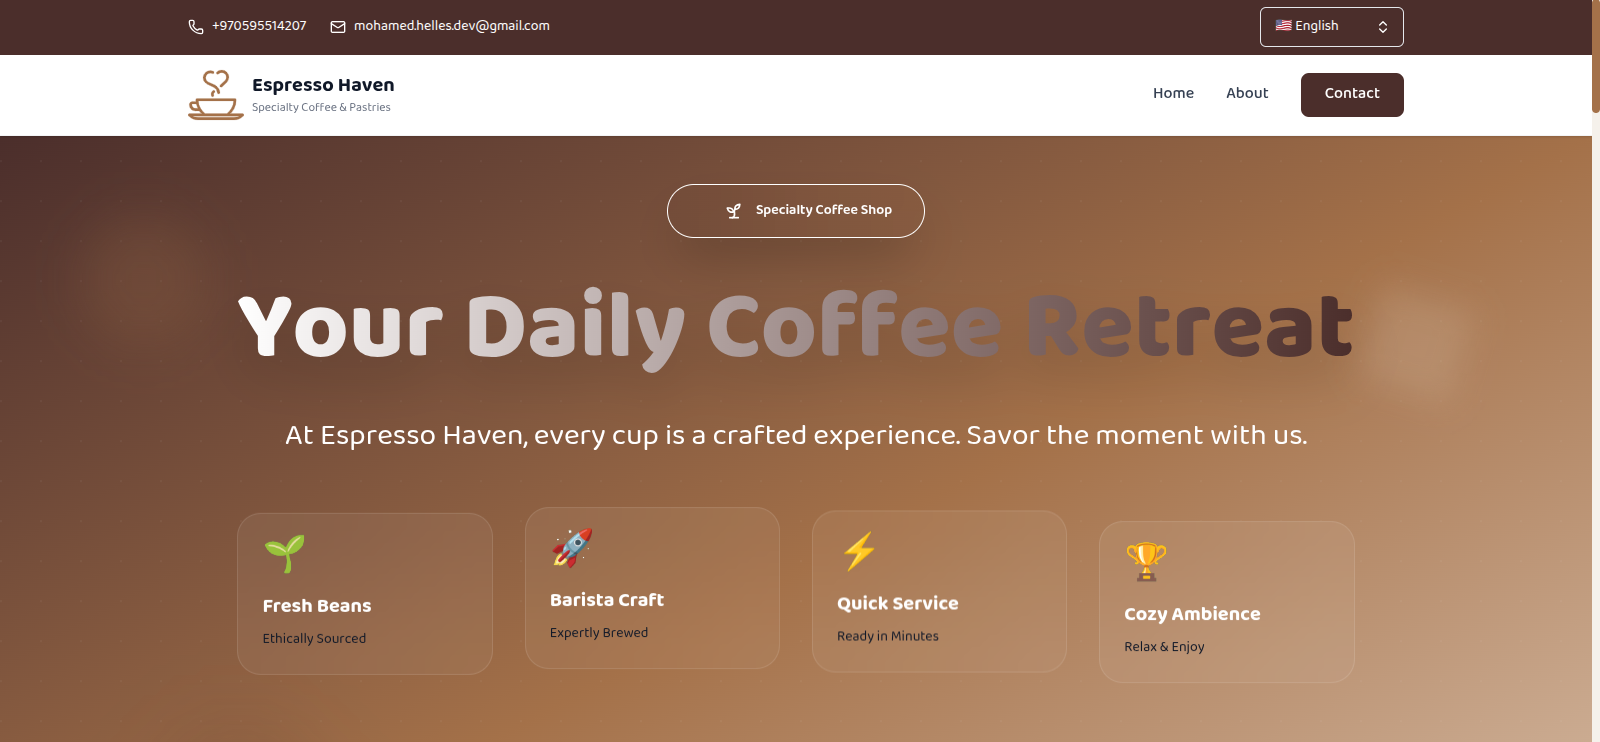 +970595514207
mohamed.helles.dev@gmail.com
English
Espresso Haven
Specialty Coffee & Pastries
Home
About
Contact
Specialty Coffee Shop
Your Daily Coffee Retreat
At Espresso Haven, every cup is a crafted experience. Savor the moment with us.
Fresh Beans
Ethically Sourced
Barista Craft
Expertly Brewed
Quick Service
Ready in Minutes
Cozy Ambience
Relax & Enjoy